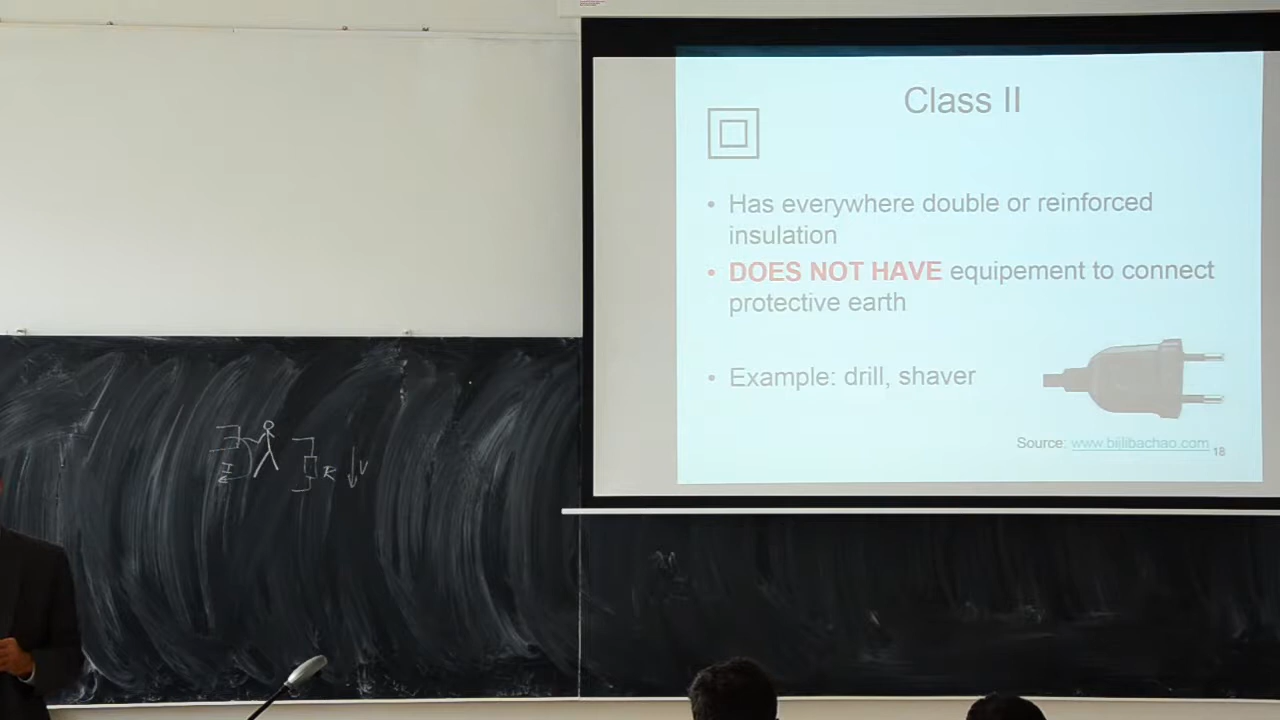 Class II
• Has everywhere double or reinforced
insulation
• DOES NOT HAVE equipement to connect
protective earth
• Example: drill, shaver
Source: www.bijlibachao.com
18
I
R
V